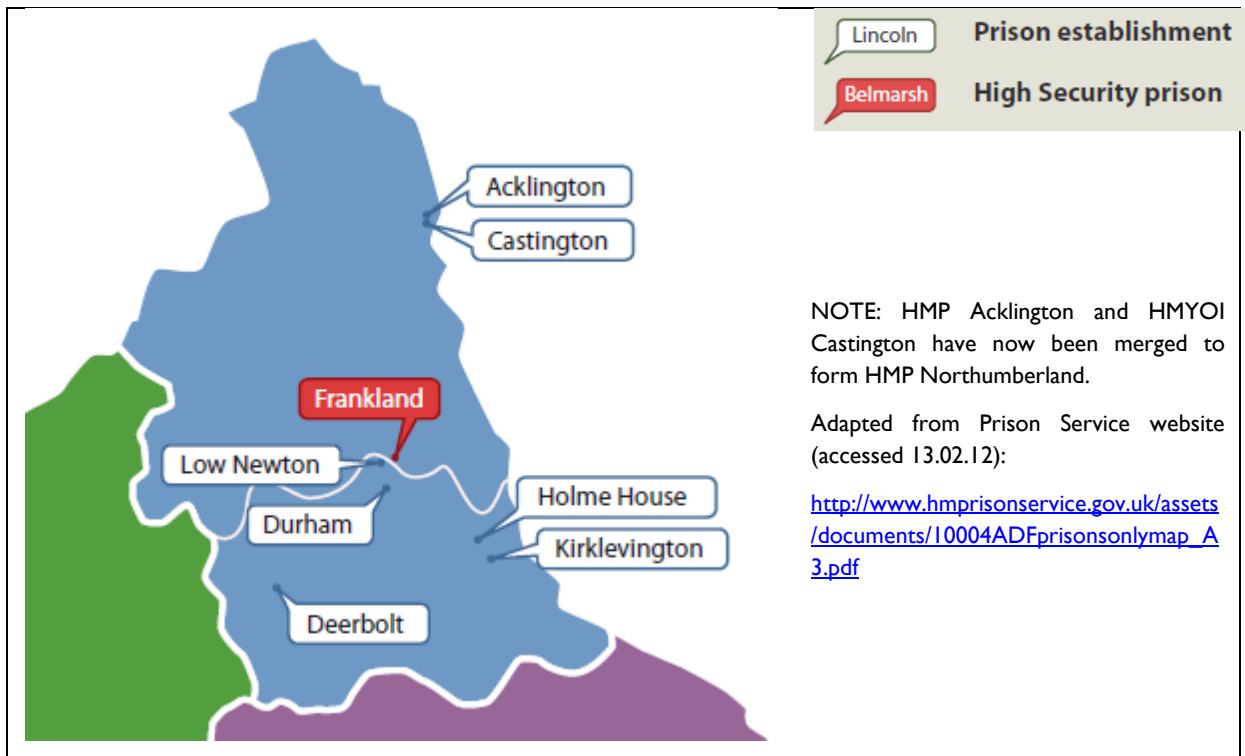 Lincoln Prison establishment
Belmarsh High Security prison
Acklington
Castington
Frankland
Low Newton
Durham
Holme House
Kirklevington
Deerbolt
NOTE: HMP Acklington and HMYOI
Castington have now been merged to
form HMP Northumberland.
Adapted from Prison Service website
(accessed 13.02.12):
http://www.hmprisonservice.gov.uk/assets
/documents/10004ADFprisonsonlymap_A
3.pdf